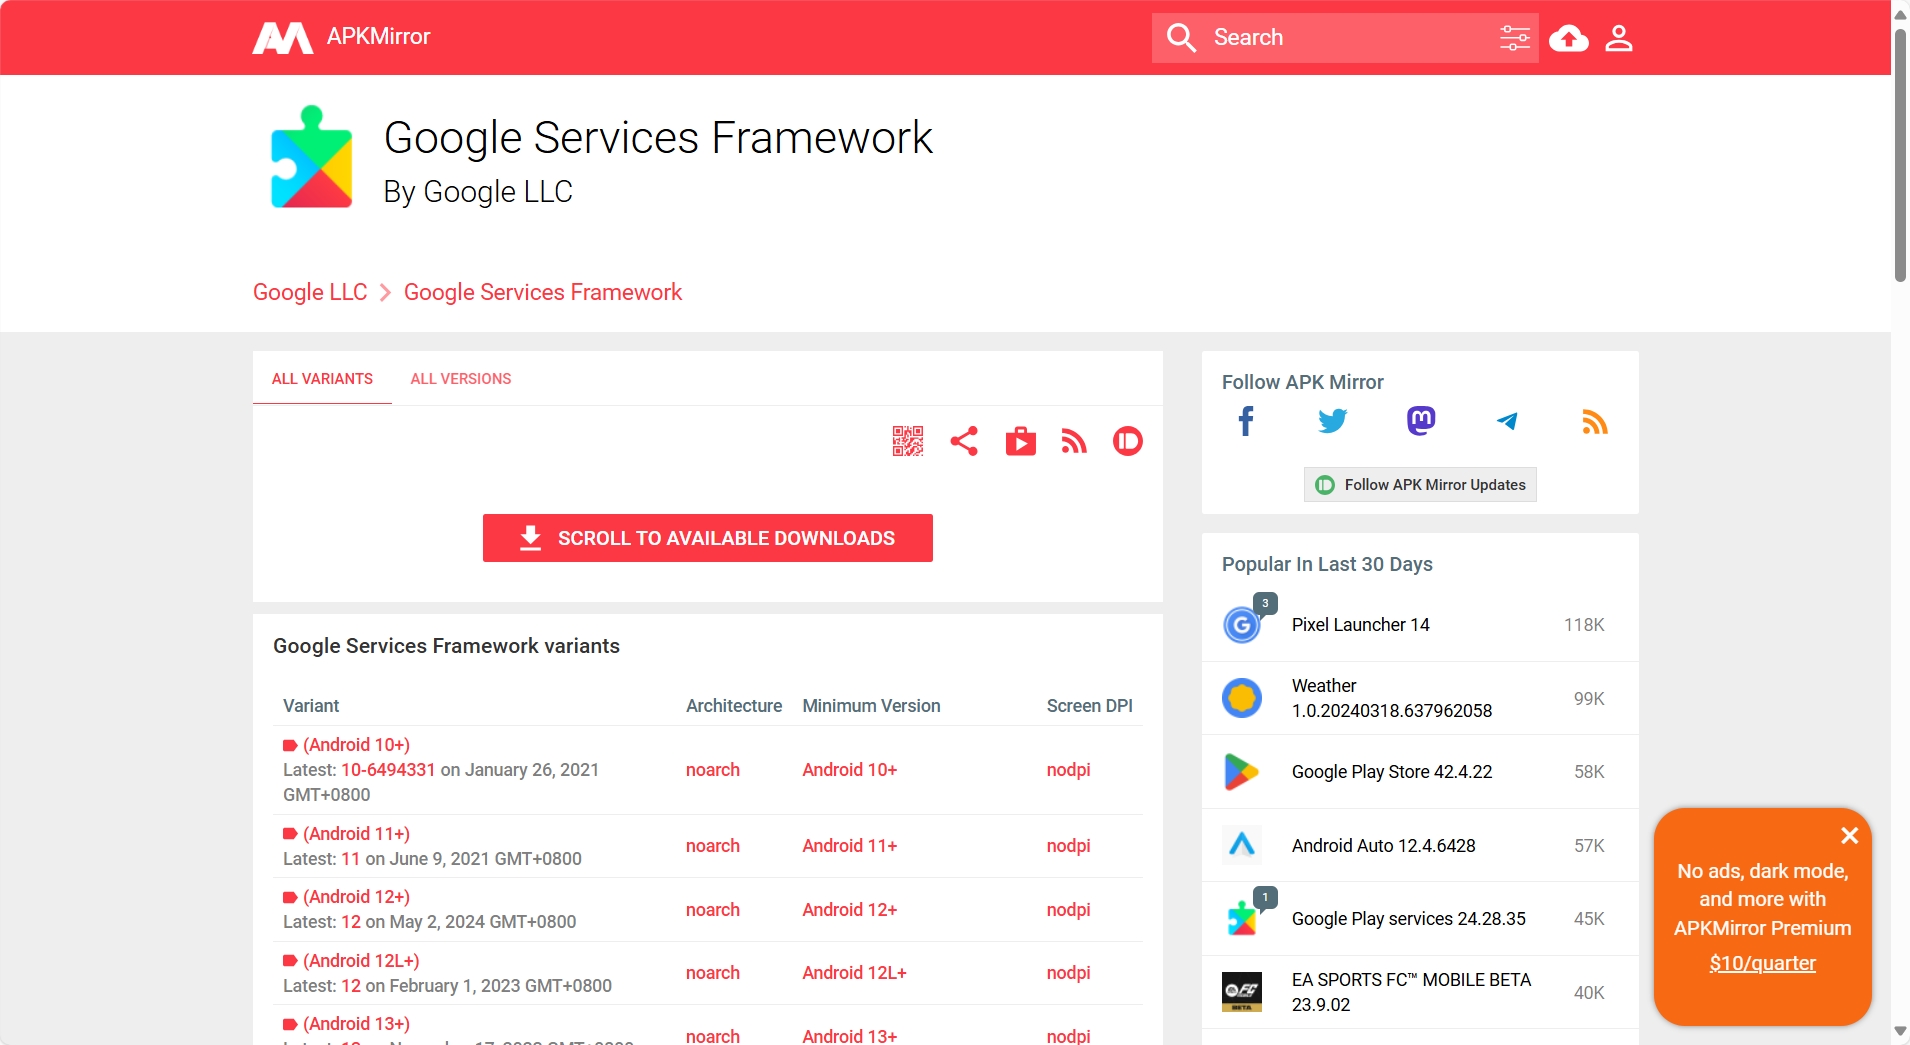 APKMirror
Search
Google Services Framework
By Google LLC
Google LLC
Google Services Framework
ALL VARIANTS
ALL VERSIONS
SCROLL TO AVAILABLE DOWNLOADS
Google Services Framework variants
Variant
Architecture
Minimum Version
Screen DPI
(Android 10+)
Latest: 10-6494331 on January 26, 2021
GMT+0800
noarch
Android 10+
nodpi
(Android 11+)
Latest: 11 on June 9, 2021 GMT+0800
noarch
Android 11+
nodpi
(Android 12+)
Latest: 12 on May 2, 2024 GMT+0800
noarch
Android 12+
nodpi
(Android 12L+)
Latest: 12 on February 1, 2023 GMT+0800
noarch
Android 12L+
nodpi
(Android 13+)
noarch
Android 13+
nodpi
Follow APK Mirror
Follow APK Mirror Updates
Popular In Last 30 Days
3
Pixel Launcher 14
118K
Weather
1.0.20240318.637962058
99K
Google Play Store 42.4.22
58K
Android Auto 12.4.6428
57K
1
Google Play services 24.28.35
45K
EA SPORTS FC™ MOBILE BETA
23.9.02
40K
No ads, dark mode,
and more with
APKMirror Premium
$10/quarter